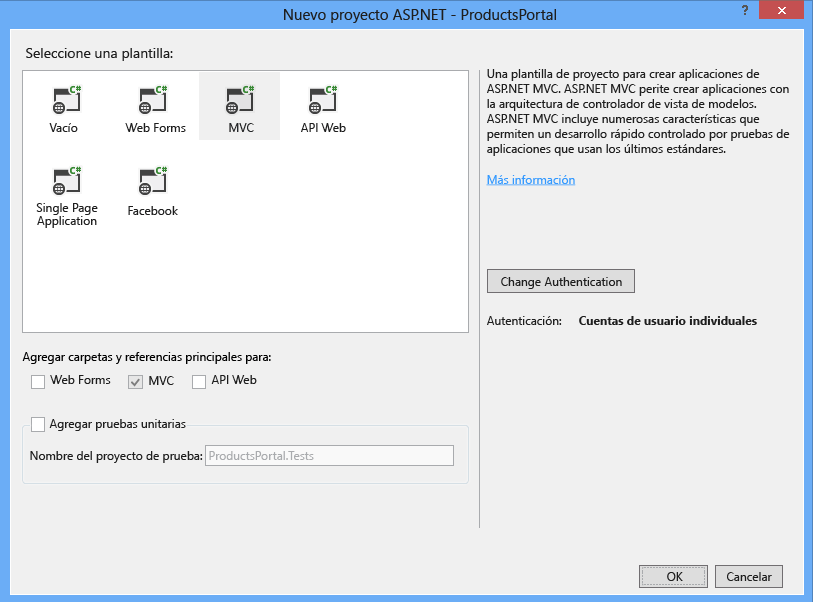 Nuevo proyecto ASP.NET - ProductsPortal
?
Seleccione una plantilla:
C# C# C# C#
Vacío Web Forms MVC API Web
C# C#
Single Page
Application
Facebook
Una plantilla de proyecto para crear aplicaciones de
ASP.NET MVC. ASP.NET MVC perite crear aplicaciones con
la arquitectura de controlador de vista de modelos.
ASP.NET MVC incluye numerosas características que
permiten un desarrollo rápido controlado por pruebas de
aplicaciones que usan los últimos estándares.
Más información
Change Authentication
Autenticación: Cuentas de usuario individuales
Agregar carpetas y referencias principales para:
Web Forms MVC API Web
Agregar pruebas unitarias
Nombre del proyecto de prueba: ProductsPortal.Tests
OK Cancelar